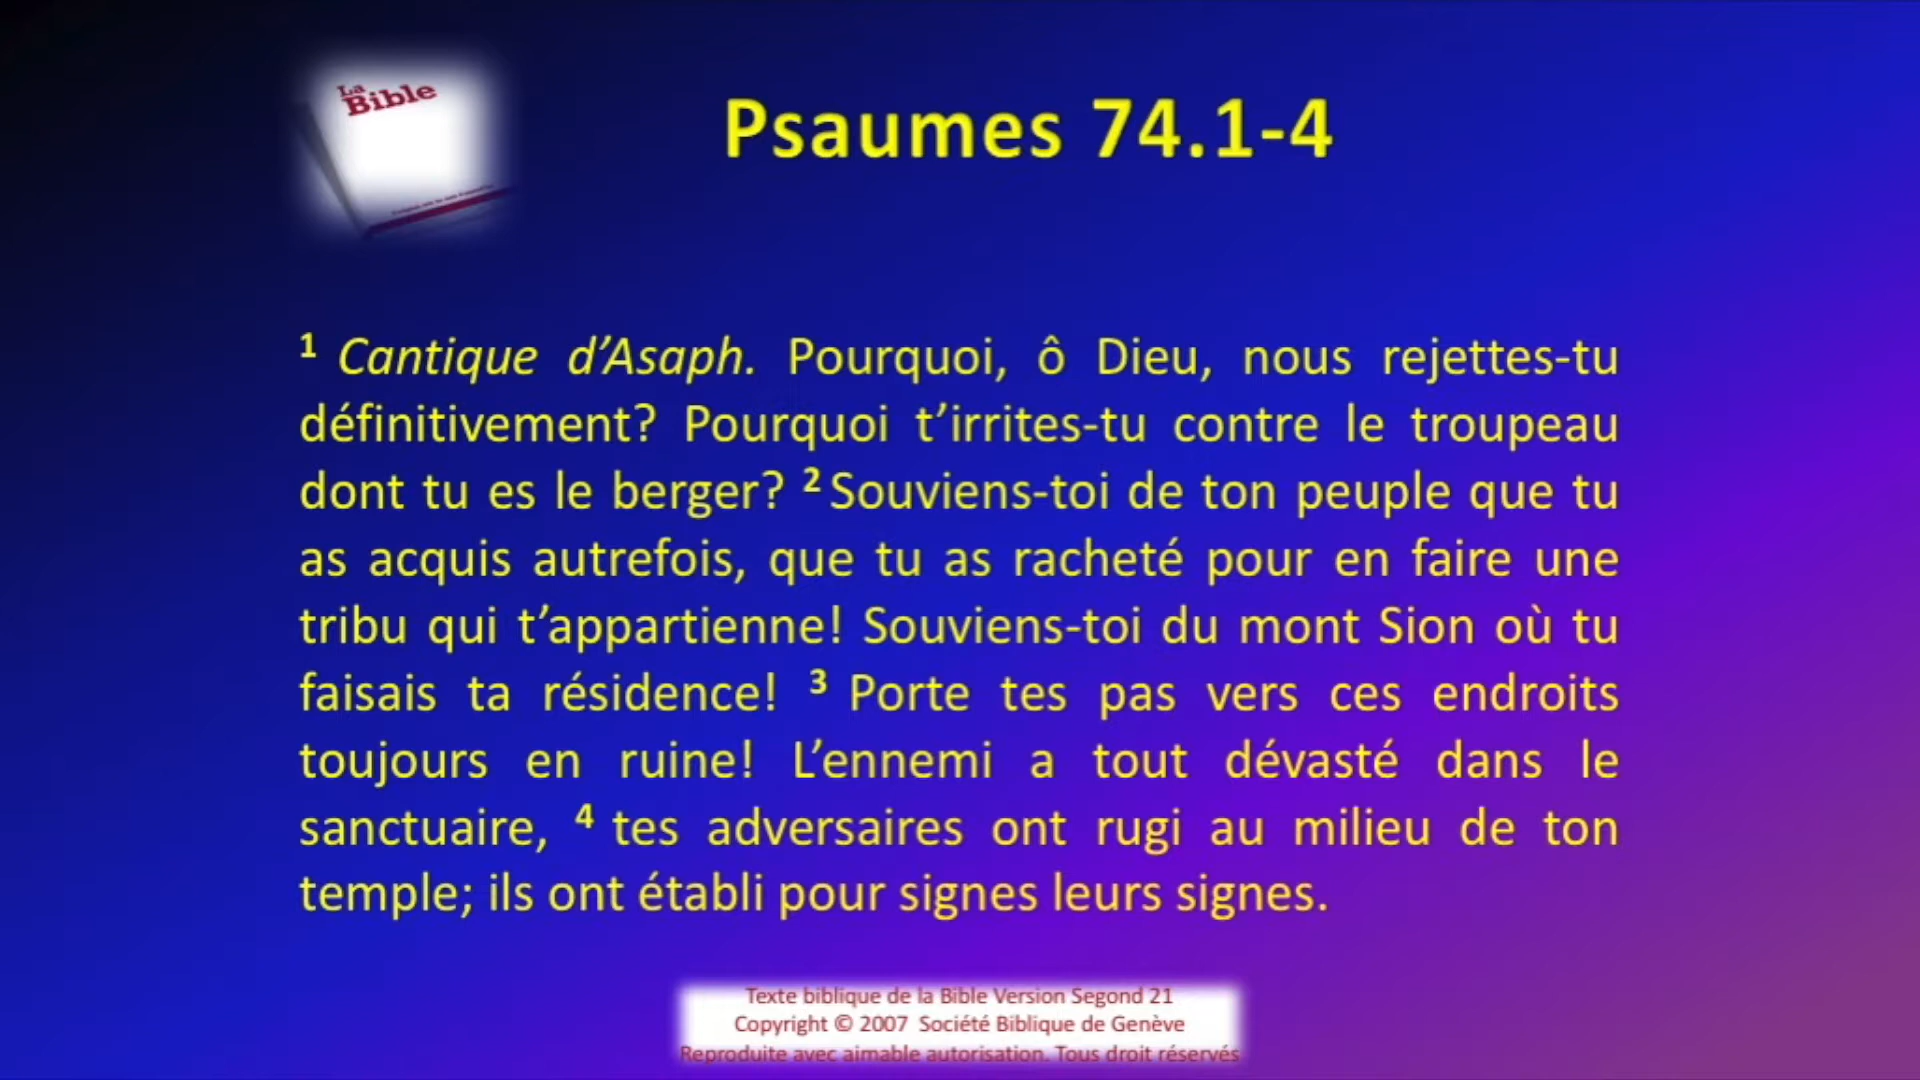 La
Bible
Psaumes 74.1-4
1 Cantique d’Asaph. Pourquoi, ô Dieu, nous rejettes-tu
définitivement? Pourquoi t’irrites-tu contre le troupeau
dont tu es le berger? 2 Souviens-toi de ton peuple que tu
as acquis autrefois, que tu as racheté pour en faire une
tribu qui t’appartienne! Souviens-toi du mont Sion où tu
faisais ta résidence! 3 Porte tes pas vers ces endroits
toujours en ruine! L’ennemi a tout dévasté dans le
sanctuaire, 4 tes adversaires ont rugi au milieu de ton
temple; ils ont établi pour signes leurs signes.
Texte biblique de la Bible Version Segond 21
Copyright © 2007 Société Biblique de Genève
Reproduite avec aimable autorisation. Tous droit réservés